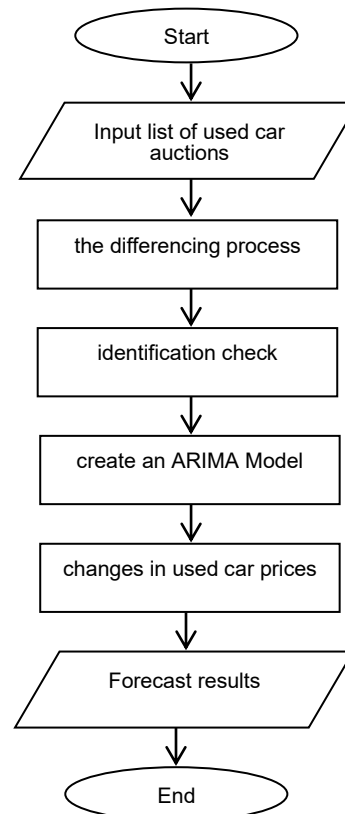 Start
Input list of used car
auctions
the differencing process
identification check
create an ARIMA Model
changes in used car prices
Forecast results
End